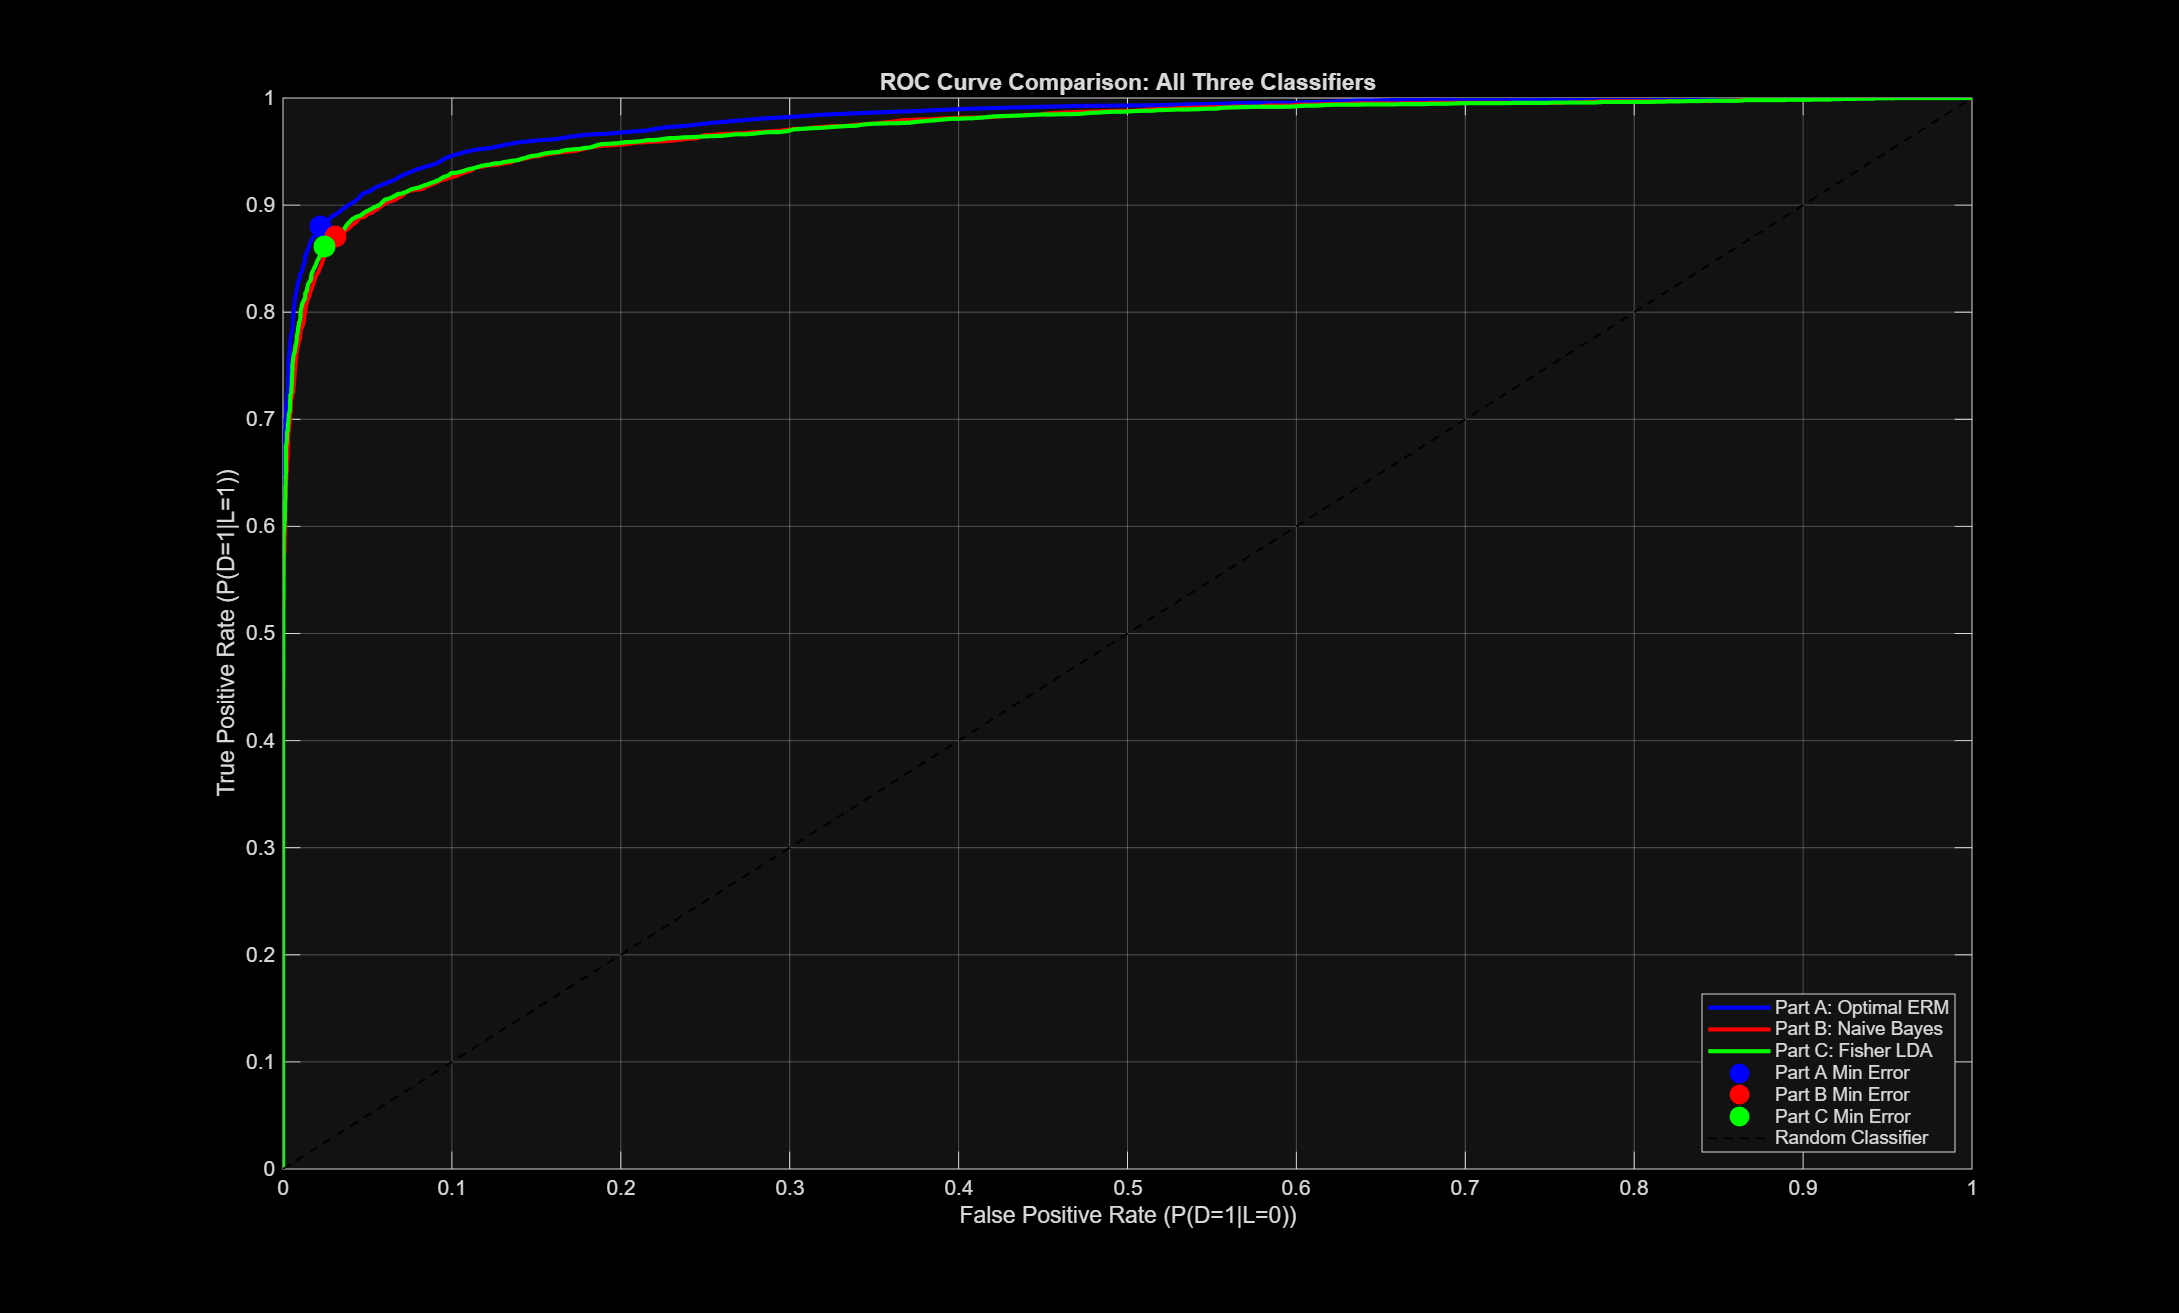 ROC Curve Comparison: All Three Classifiers
True Positive Rate (P(D=1|L=1))
1
0.9
0.8
0.7
0.6
0.5
0.4
0.3
0.2
0.1
0
0 0.1 0.2 0.3 0.4 0.5 0.6 0.7 0.8 0.9 1
False Positive Rate (P(D=1|L=0))
Part A: Optimal ERM
Part B: Naive Bayes
Part C: Fisher LDA
Part A Min Error
Part B Min Error
Part C Min Error
Random Classifier